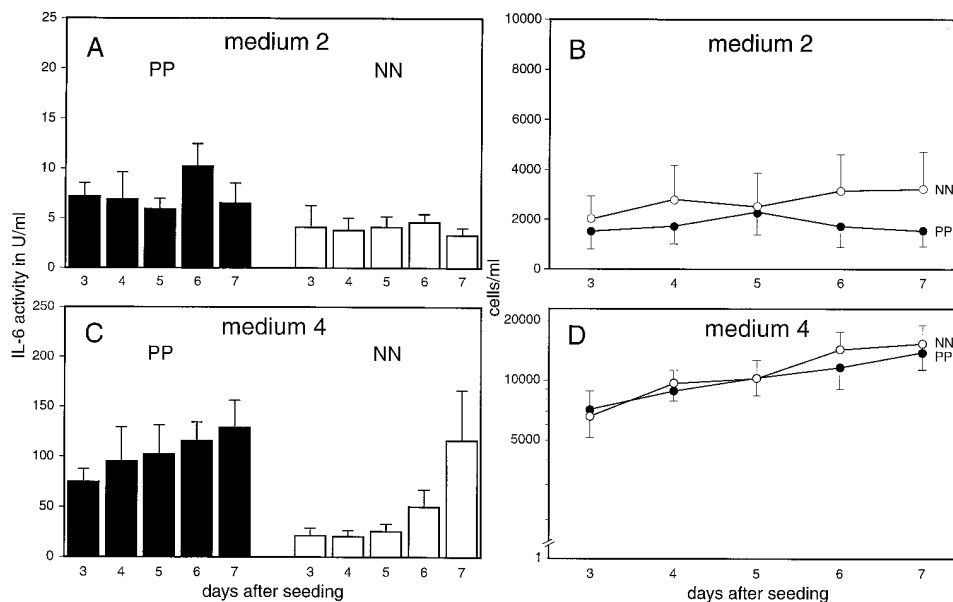 A medium 2
PP NN
25
20
15
10
5
0
3 4 5 6 7 3 4 5 6 7
IL-6 activity in U/ml
B medium 2
10000
8000
6000
4000
2000
0
NN
PP
3 4 5 6 7
cells/ml
C medium 4
PP NN
250
200
150
100
50
0
3 4 5 6 7 3 4 5 6 7
days after seeding
D medium 4
20000
10000
5000
1
NN
PP
3 4 5 6 7
days after seeding